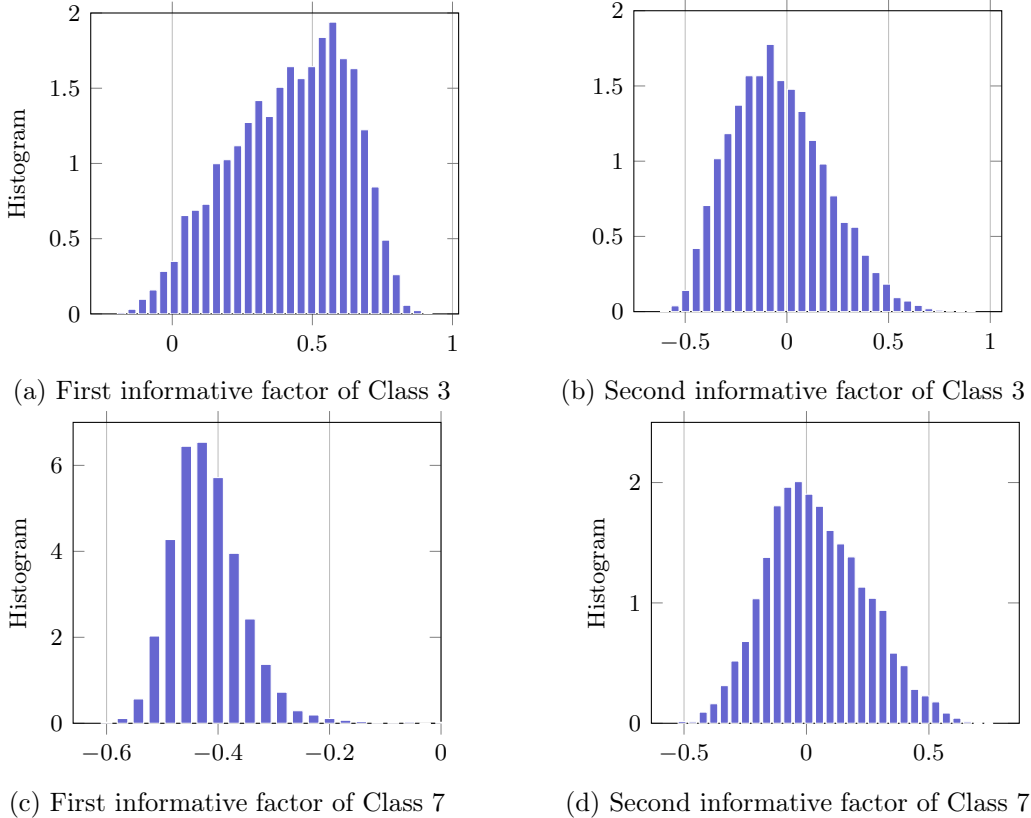 2
1.5
1
0.5
0
Histogram
0 0.5 1
(a) First informative factor of Class 3
2
1.5
1
0.5
0
−0.5 0 0.5 1
(b) Second informative factor of Class 3
6
4
2
0
Histogram
−0.6 −0.4 −0.2 0
(c) First informative factor of Class 7
2
1
0
Histogram
−0.5 0 0.5
(d) Second informative factor of Class 7